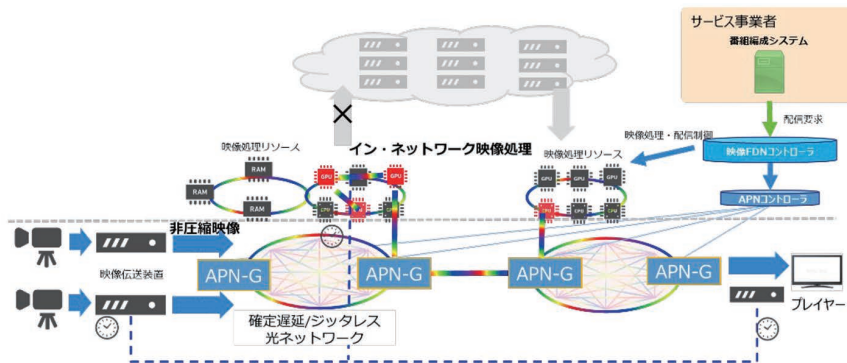 サービス事業者
番組編成システム
配信要求
映像処理・配信制御
映像FDNコントローラ
APNコントローラ
イン・ネットワーク映像処理
映像処理リソース
RAM
RAM
RAM
GPU
GPU
映像処理リソース
GPU
GPU
GPU
GPU
CPU
CPU
非圧縮映像
映像伝送装置
APN-G
APN-G
APN-G
APN-G
確定遅延/ジッタレス
光ネットワーク
プレイヤー